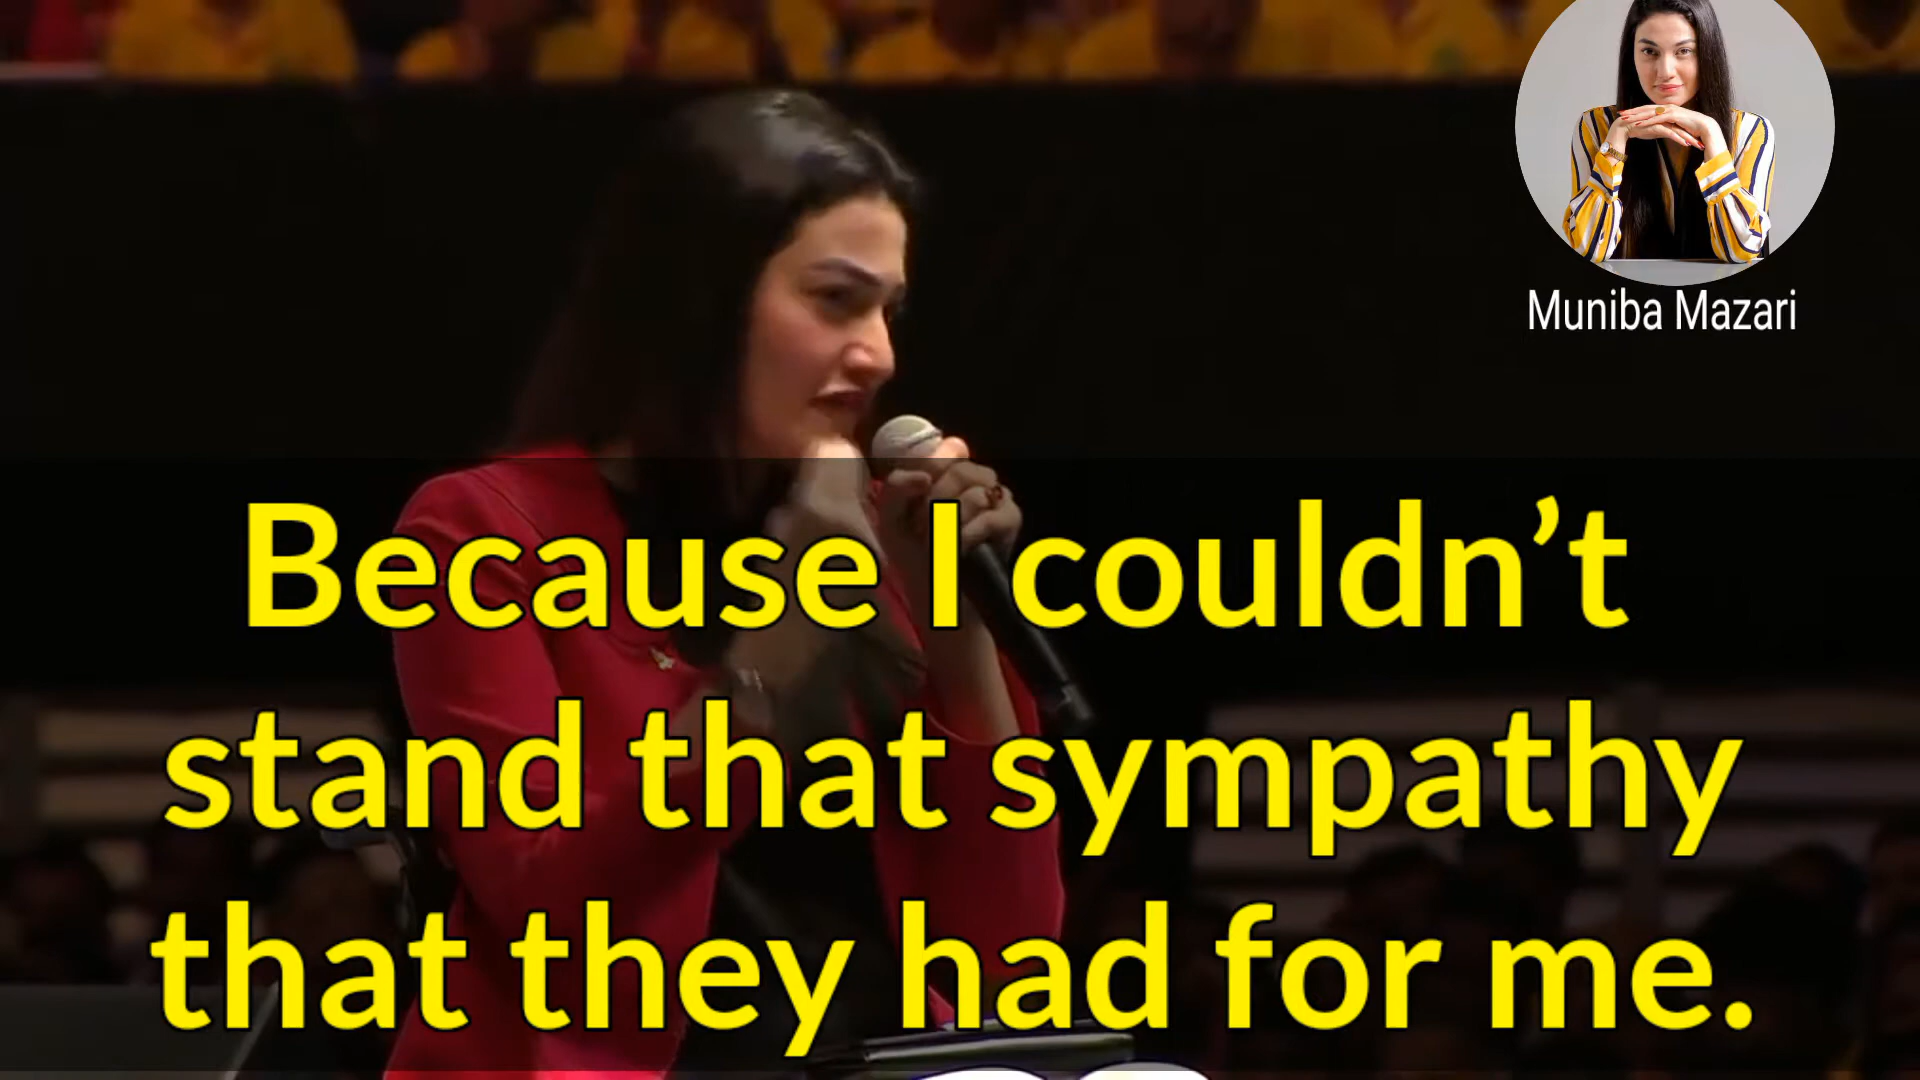 Muniba Mazari
Because I couldn’t
stand that sympathy
that they had for me.